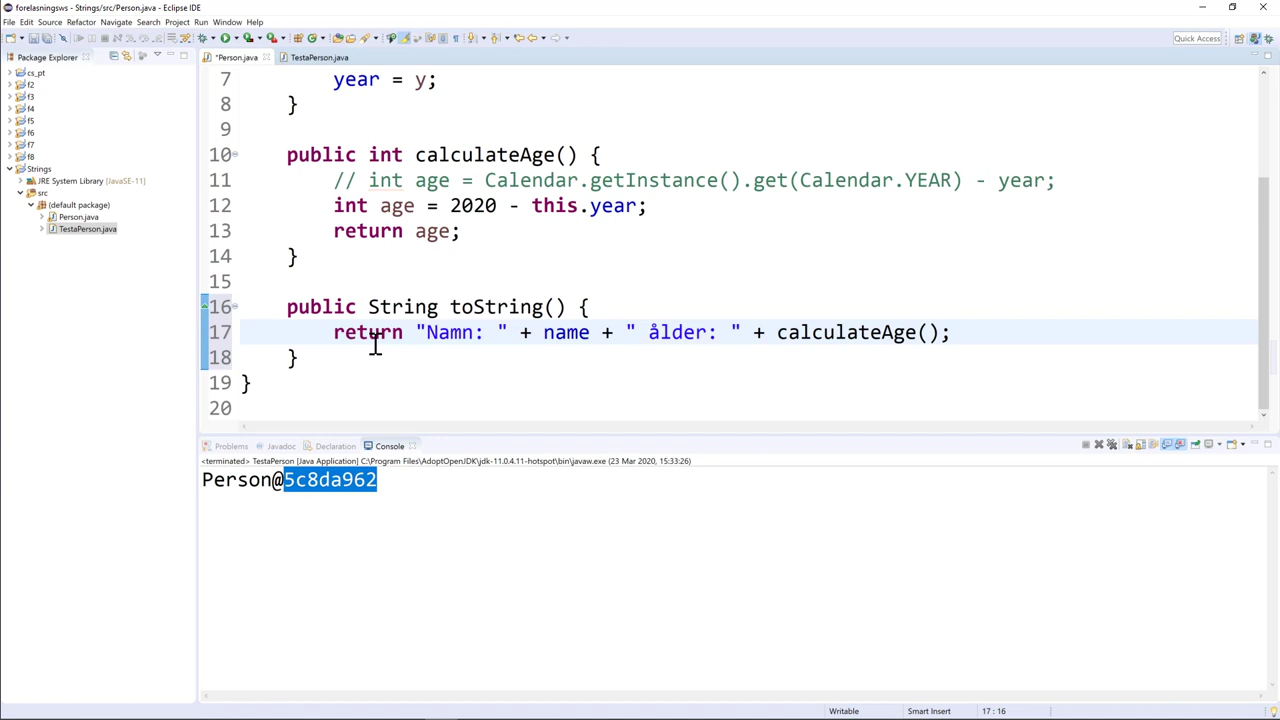 forelasningsws - Strings/src/Person.java - Eclipse IDE
File Edit Source Refactor Navigate Search Project Run Window Help
Quick Access
Package Explorer
*Person.java
TestaPerson.java
cs_pt
f2
f3
f4
f5
f6
f7
f8
Strings
JRE System Library [JavaSE-11]
src
(default package)
Person.java
TestaPerson.java
7 year = y;
8 }
9
10 public int calculateAge() {
11 // int age = Calendar.getInstance().get(Calendar.YEAR) - year;
12 int age = 2020 - this.year;
13 return age;
14 }
15
16 public String toString() {
17 return "Namn: " + name + " ålder: " + calculateAge();
18 }
19 }
20
Problems Javadoc Declaration Console
<terminated> TestaPerson [Java Application] C:\Program Files\AdoptOpenJDK\jdk-11.0.4.11-hotspot\bin\javaw.exe (23 Mar 2020, 15:33:26)
Person@5c8da962
Writable Smart Insert 17 : 16